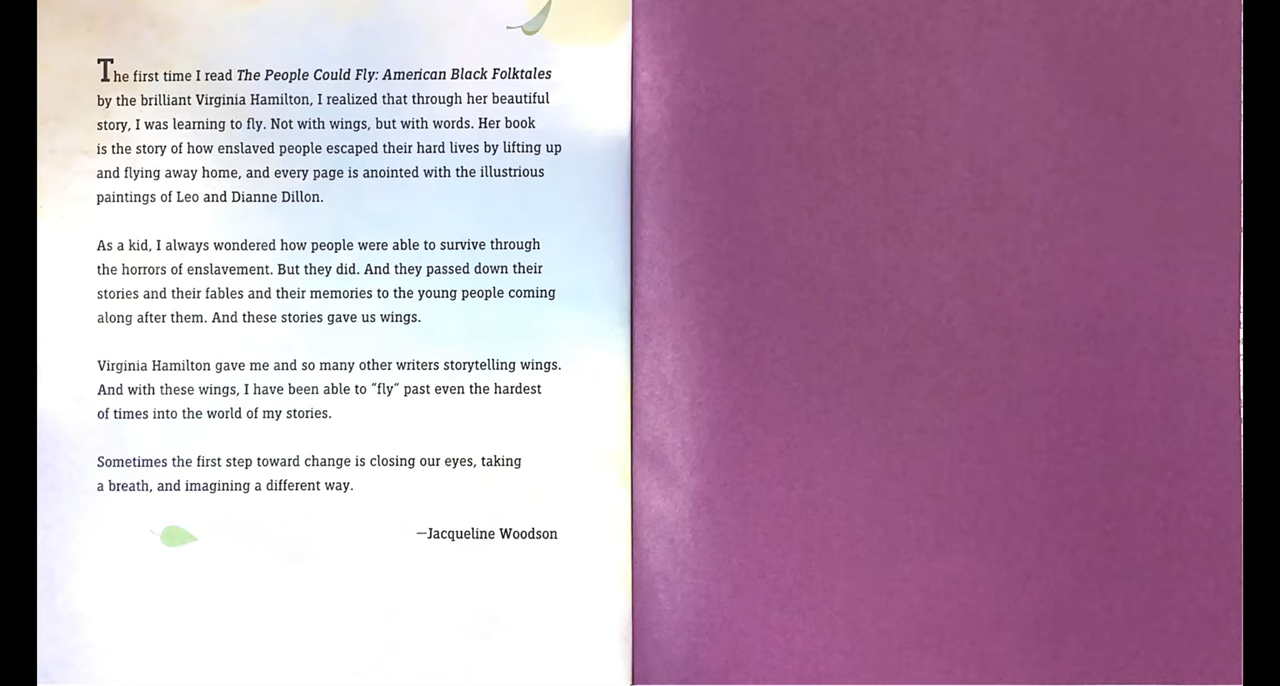 The first time I read The People Could Fly: American Black Folktales
by the brilliant Virginia Hamilton, I realized that through her beautiful
story, I was learning to fly. Not with wings, but with words. Her book
is the story of how enslaved people escaped their hard lives by lifting up
and flying away home, and every page is anointed with the illustrious
paintings of Leo and Dianne Dillon.
As a kid, I always wondered how people were able to survive through
the horrors of enslavement. But they did. And they passed down their
stories and their fables and their memories to the young people coming
along after them. And these stories gave us wings.
Virginia Hamilton gave me and so many other writers storytelling wings.
And with these wings, I have been able to “fly” past even the hardest
of times into the world of my stories.
Sometimes the first step toward change is closing our eyes, taking
a breath, and imagining a different way.
—Jacqueline Woodson